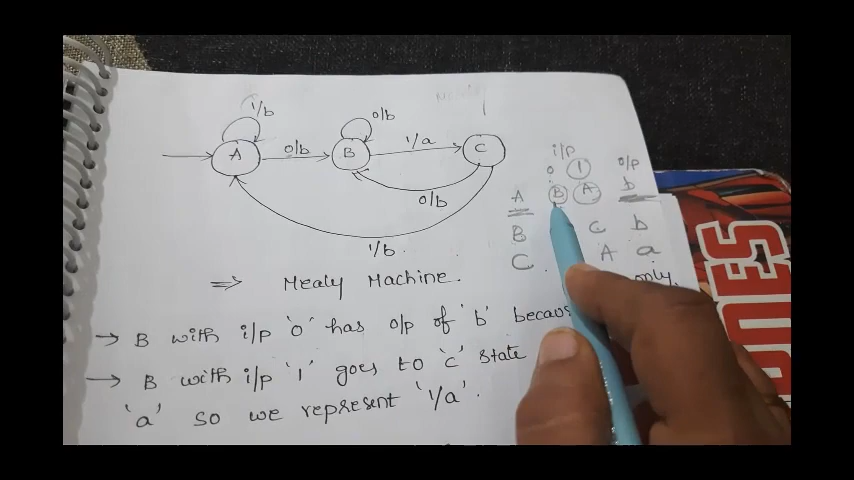 1/b
0/b
A
0/b
B
1/a
C
0/b
1/b
i/p
0 1 o/p
A B A b
B C b
C A a
⇒ Mealy Machine.
only.
→ B with i/p '0' has o/p of 'b'
→ B with i/p '1' goes to 'c' state
'a' so we represent '1/a'.